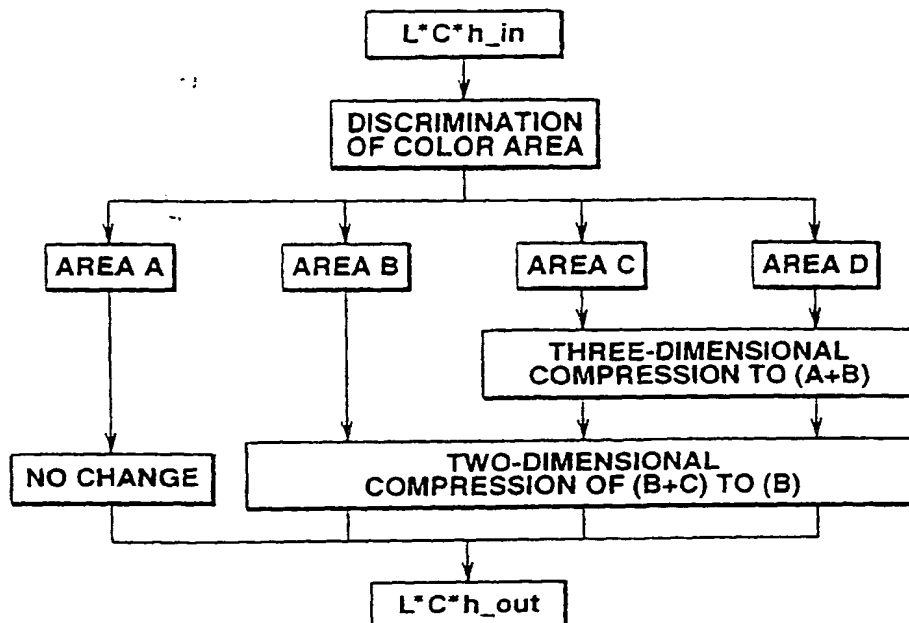 L*C*h_in
DISCRIMINATION
OF COLOR AREA
AREA A
AREA B
AREA C
AREA D
THREE-DIMENSIONAL
COMPRESSION TO (A+B)
NO CHANGE
TWO-DIMENSIONAL
COMPRESSION OF (B+C) TO (B)
L*C*h_out